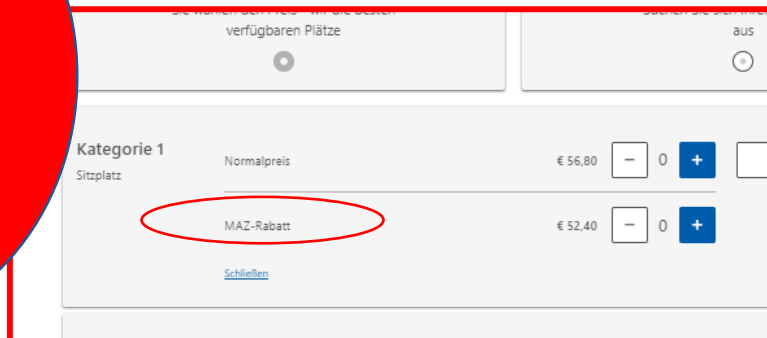 verfügbaren Plätze
aus
Kategorie 1
Sitzplatz
Normalpreis
€ 56,80 − 0 +
MAZ-Rabatt
€ 52,40 − 0 +
Schließen